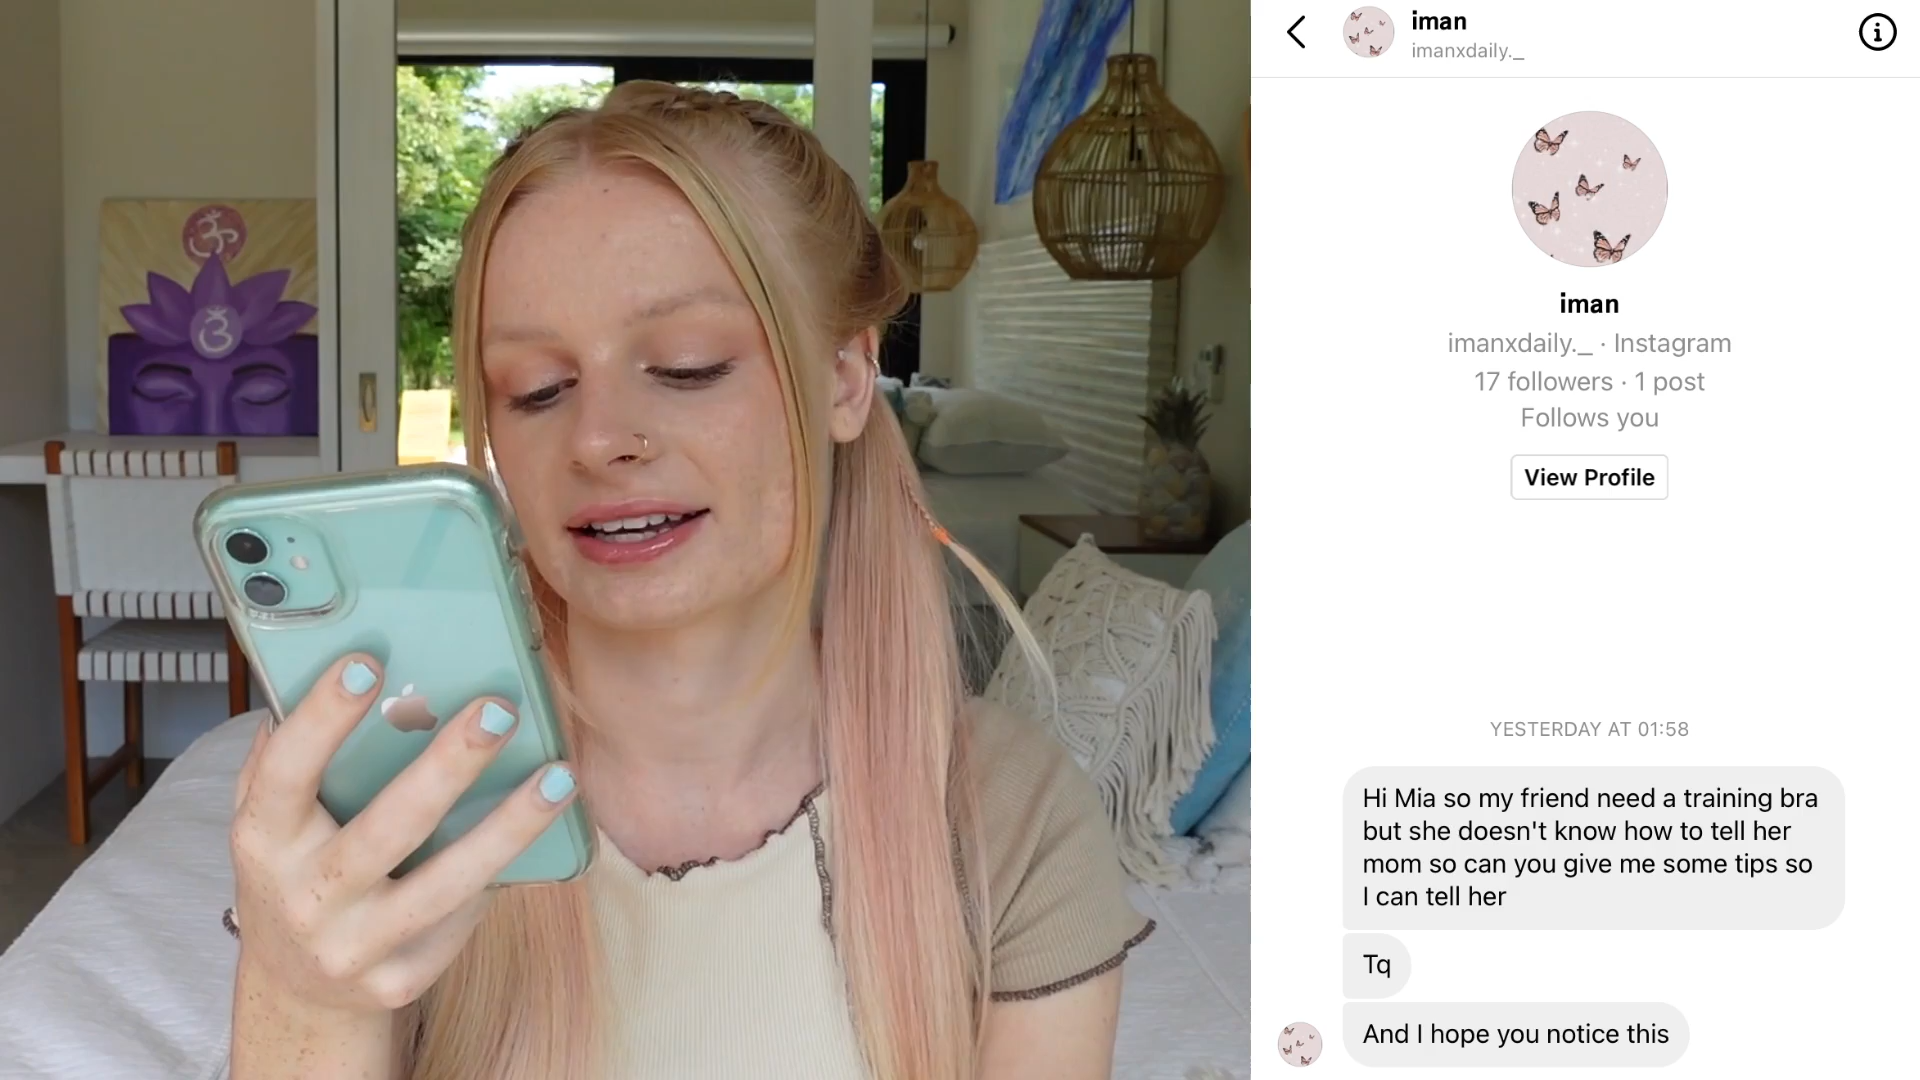 iman
imanxdaily._
iman
imanxdaily._ · Instagram
17 followers · 1 post
Follows you
View Profile
YESTERDAY AT 01:58
Hi Mia so my friend need a training bra
but she doesn't know how to tell her
mom so can you give me some tips so
I can tell her
Tq
And I hope you notice this